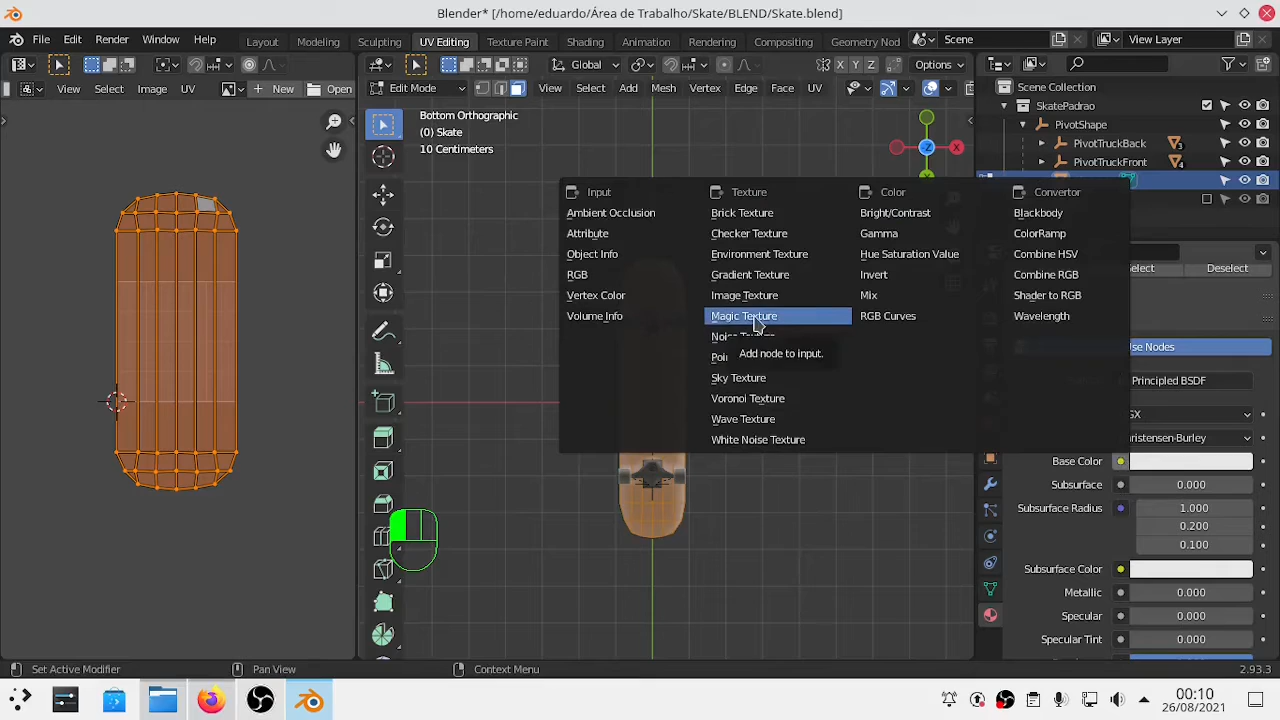 Blender* [/home/eduardo/Área de Trabalho/Skate/BLEND/Skate.blend]
File Edit Render Window Help Layout Modeling Sculpting UV Editing Texture Paint Shading Animation Rendering Compositing Geometry Nod Scene View Layer
Global X Y Z Options
View Select Image UV New Open Edit Mode View Select Add Mesh Vertex Edge Face UV
Scene Collection
SkatePadrao
PivotShape
PivotTruckBack 3
PivotTruckFront 4
Bottom Orthographic
(0) Skate
10 Centimeters
Z X Y
Input
Ambient Occlusion
Attribute
Object Info
RGB
Vertex Color
Volume Info
Texture
Brick Texture
Checker Texture
Environment Texture
Gradient Texture
Image Texture
Magic Texture
Add node to input.
Sky Texture
Voronoi Texture
Wave Texture
White Noise Texture
Color
Bright/Contrast
Gamma
Hue Saturation Value
Invert
Mix
RGB Curves
Convertor
Blackbody
ColorRamp
Combine HSV
Combine RGB
Shader to RGB
Wavelength
elect Deselect
Use Nodes
Principled BSDF
GX
ristensen-Burley
Base Color
Subsurface 0.000
Subsurface Radius 1.000
0.200
0.100
Subsurface Color
Metallic 0.000
Specular 0.000
Specular Tint 0.000
Set Active Modifier Pan View Context Menu 2.93.3
00:10
26/08/2021